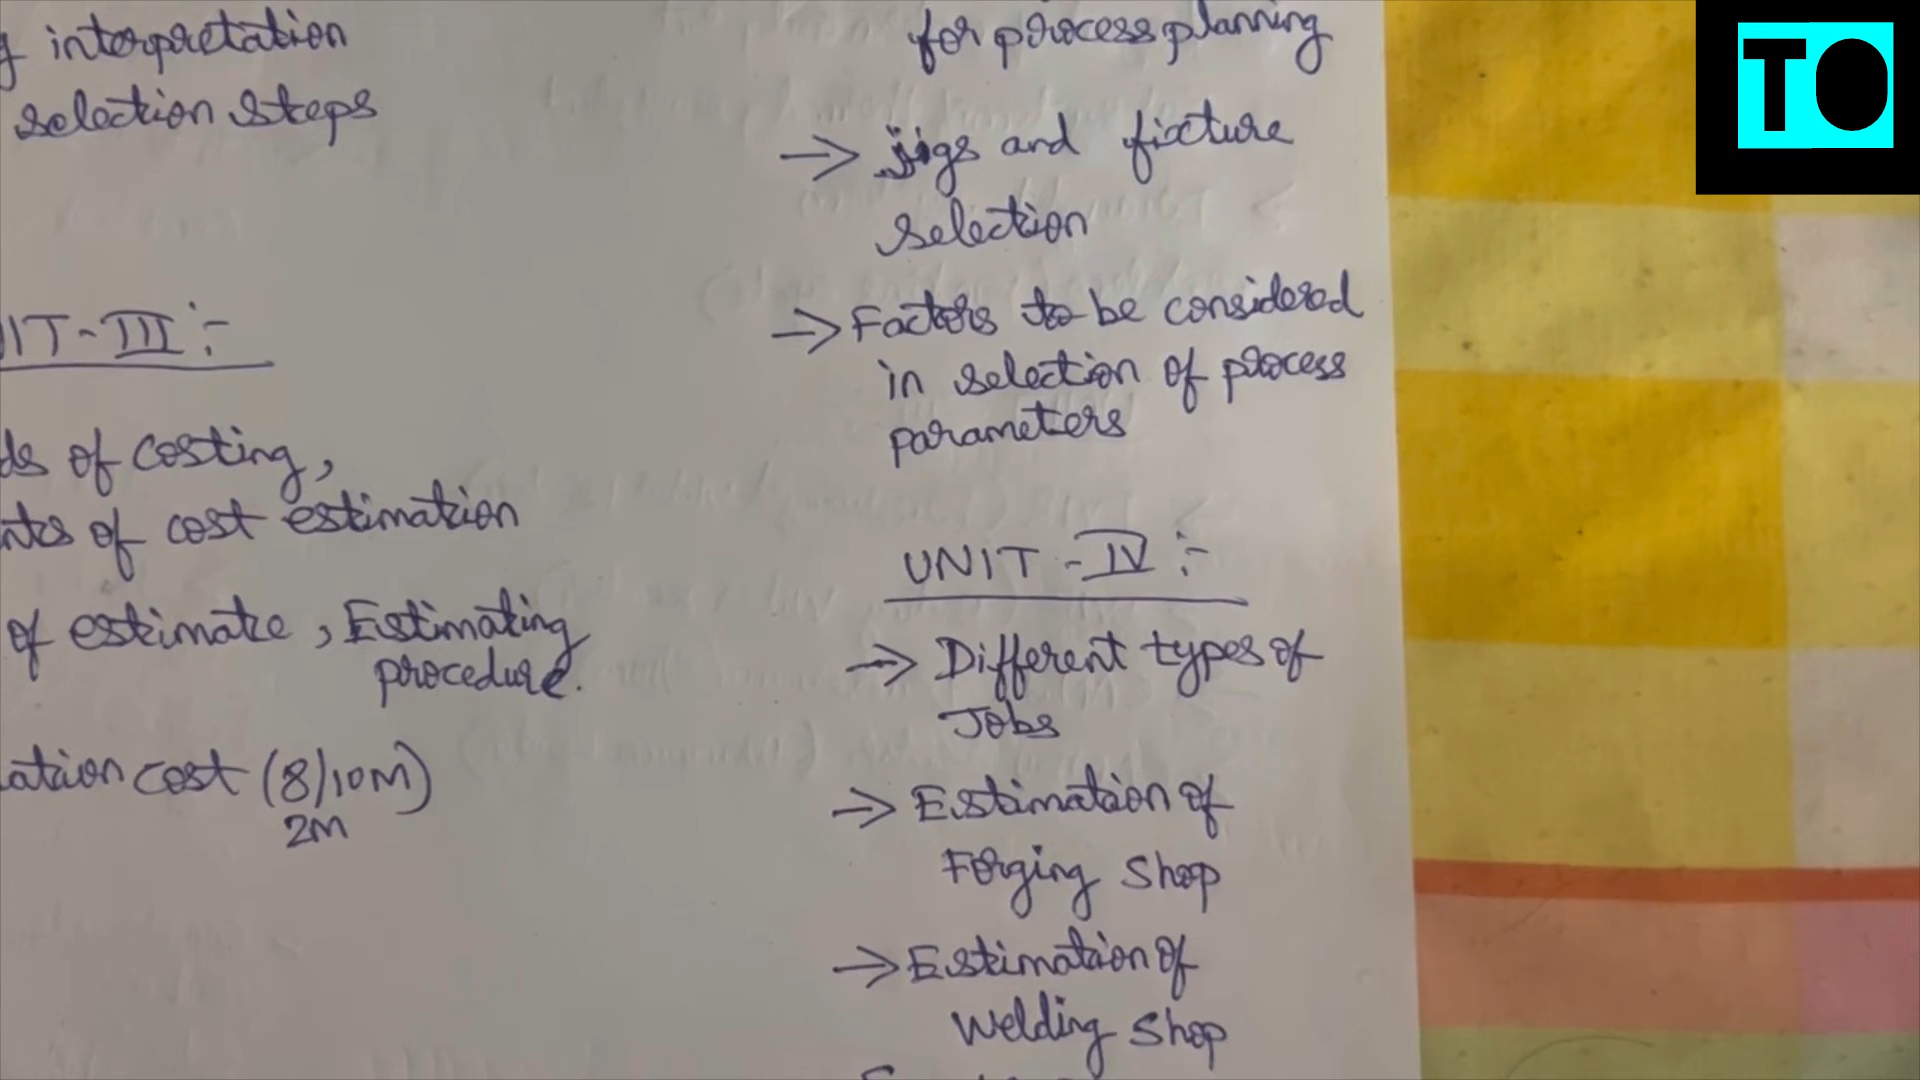 interpretation
selection steps
IT-III:-
of costing,
of cost estimation
of estimate, Estimating
procedure.
cost (8/10M)
2M
for process planning
→ jigs and fixture
selection
→ Factors to be considered
in selection of process
parameters
UNIT-IV:-
→ Different types of
Jobs
→ Estimation of
Forging Shop
→ Estimation of
Welding Shop
TO